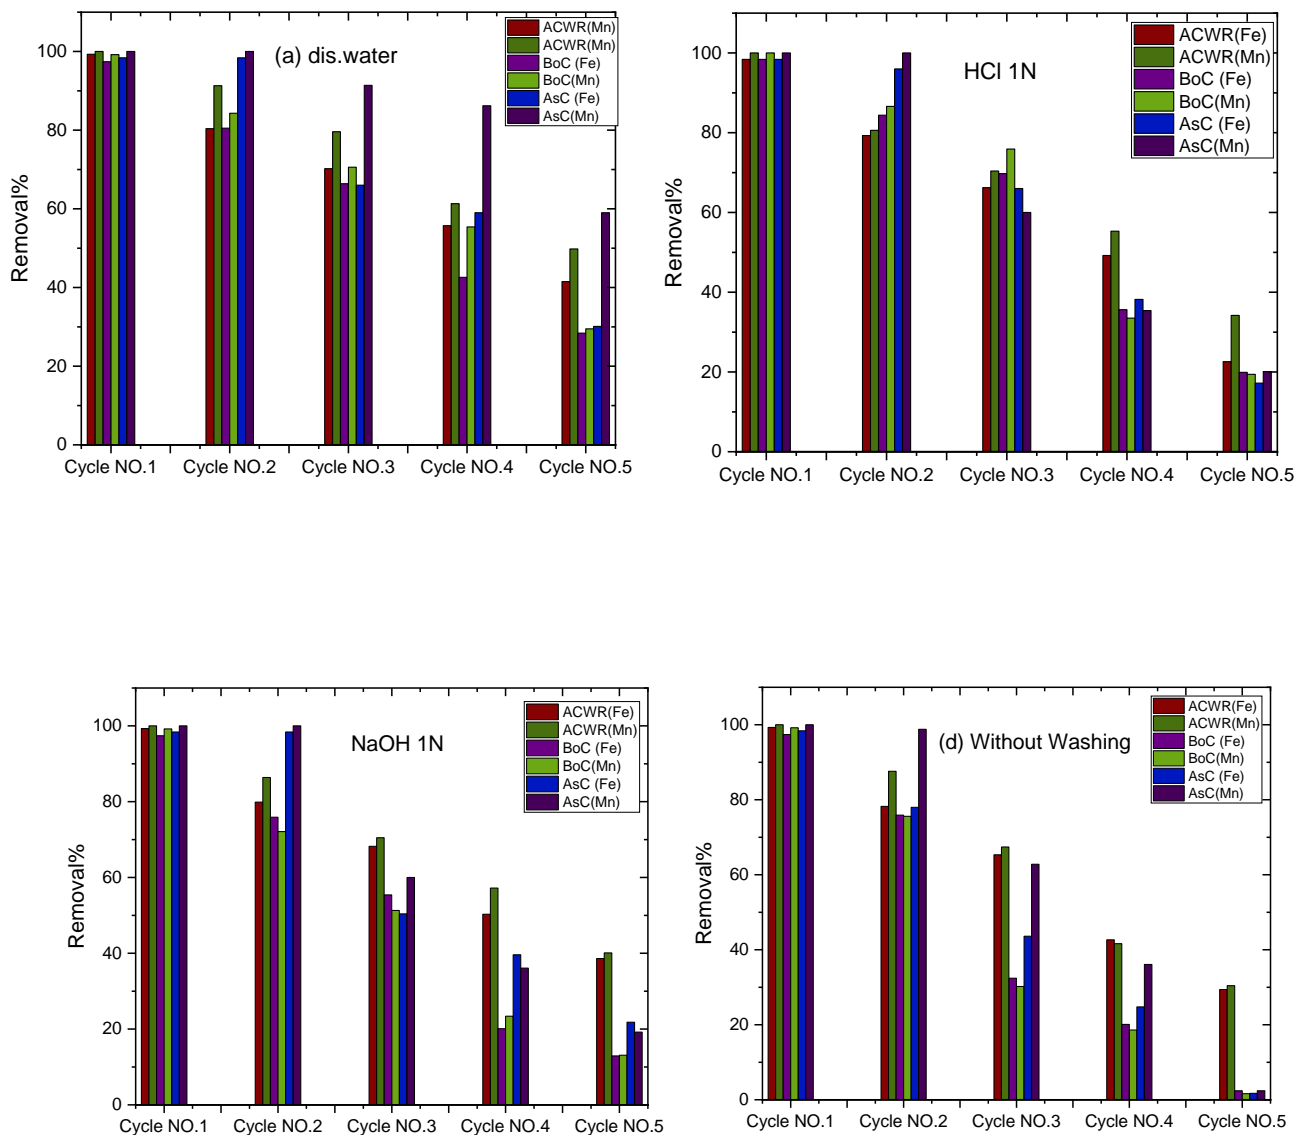 (a) dis.water
ACWR(Mn)
ACWR(Mn)
BoC (Fe)
BoC(Mn)
AsC (Fe)
AsC(Mn)
Removal%
100
80
60
40
20
0
Cycle NO.1 Cycle NO.2 Cycle NO.3 Cycle NO.4 Cycle NO.5
HCl 1N
ACWR(Fe)
ACWR(Mn)
BoC (Fe)
BoC(Mn)
AsC (Fe)
AsC(Mn)
Removal%
100
80
60
40
20
0
Cycle NO.1 Cycle NO.2 Cycle NO.3 Cycle NO.4 Cycle NO.5
NaOH 1N
ACWR(Fe)
ACWR(Mn)
BoC (Fe)
BoC(Mn)
AsC (Fe)
AsC(Mn)
Removal%
100
80
60
40
20
0
Cycle NO.1 Cycle NO.2 Cycle NO.3 Cycle NO.4 Cycle NO.5
(d) Without Washing
ACWR(Fe)
ACWR(Mn)
BoC (Fe)
BoC(Mn)
AsC (Fe)
AsC(Mn)
Removal%
100
80
60
40
20
0
Cycle NO.1 Cycle NO.2 Cycle NO.3 Cycle NO.4 Cycle NO.5